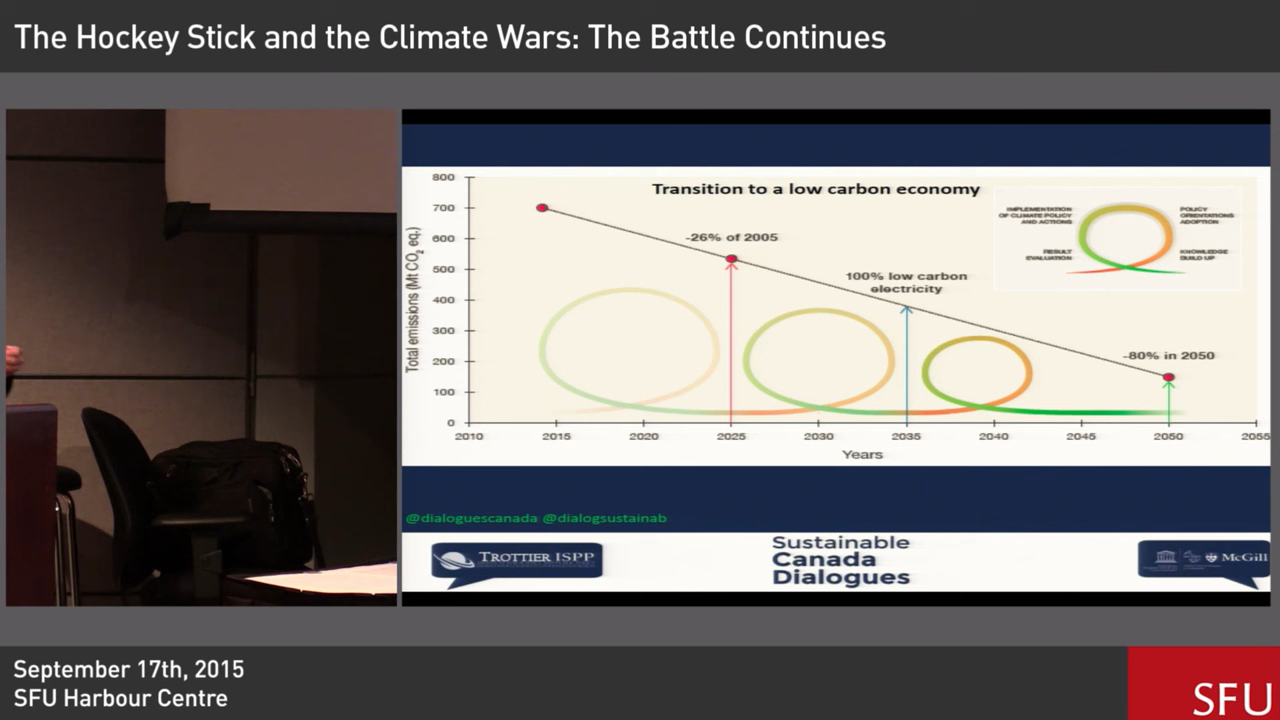 The Hockey Stick and the Climate Wars: The Battle Continues
Transition to a low carbon economy
Total emissions (Mt CO2 eq.)
800
700
600
500
400
300
200
100
0
-26% of 2005
100% low carbon
electricity
-80% in 2050
IMPLEMENTATION
OF CLIMATE POLICY
AND ACTIONS
POLICY
ORIENTATIONS
ADOPTION
RESULT
EVALUATION
KNOWLEDGE
BUILD UP
2010 2015 2020 2025 2030 2035 2040 2045 2050 2055
Years
@dialoguescanada @dialogsustainab
TROTTIER ISPP
Sustainable
Canada
Dialogues
McGill
September 17th, 2015
SFU Harbour Centre
SFU